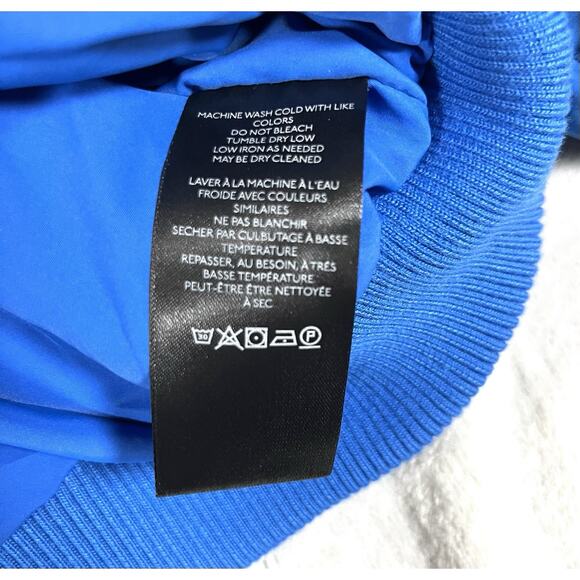 MACHINE WASH COLD WITH LIKE
COLORS
DO NOT BLEACH
TUMBLE DRY LOW
LOW IRON AS NEEDED
MAY BE DRY CLEANED
LAVER À LA MACHINE À L'EAU
FROIDE AVEC COULEURS
SIMILAIRES
NE PAS BLANCHIR
SECHER PAR CULBUTAGE À BASSE
TEMPERATURE
REPASSER, AU BESOIN, À TRÉS
BASSE TEMPÉRATURE
PEUT-ÊTRE ÊTRE NETTOYÉE
À SEC
30 F